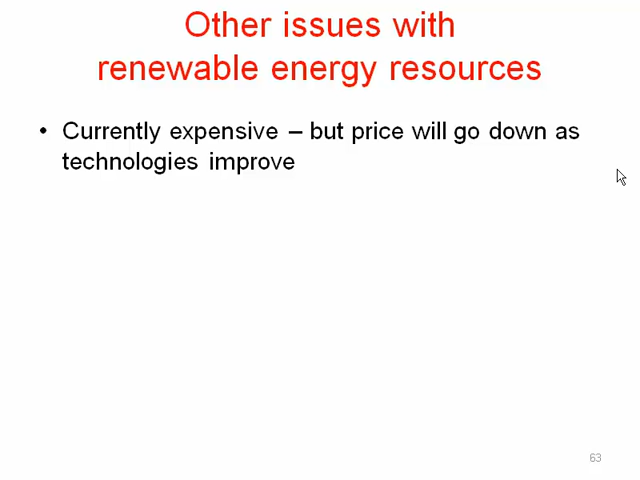 Other issues with
renewable energy resources
• Currently expensive – but price will go down as
technologies improve
63